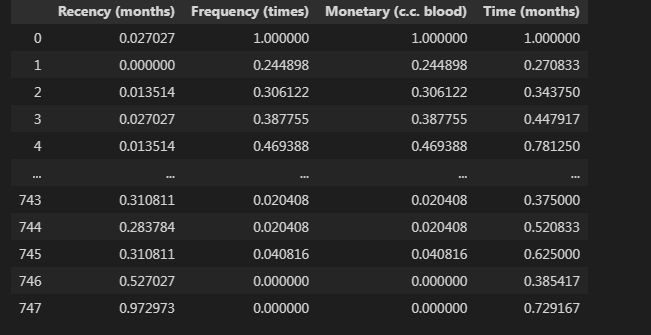 Recency (months) Frequency (times) Monetary (c.c. blood) Time (months)
0 0.027027 1.000000 1.000000 1.000000
1 0.000000 0.244898 0.244898 0.270833
2 0.013514 0.306122 0.306122 0.343750
3 0.027027 0.387755 0.387755 0.447917
4 0.013514 0.469388 0.469388 0.781250
... ... ... ... ...
743 0.310811 0.020408 0.020408 0.375000
744 0.283784 0.020408 0.020408 0.520833
745 0.310811 0.040816 0.040816 0.625000
746 0.527027 0.000000 0.000000 0.385417
747 0.972973 0.000000 0.000000 0.729167